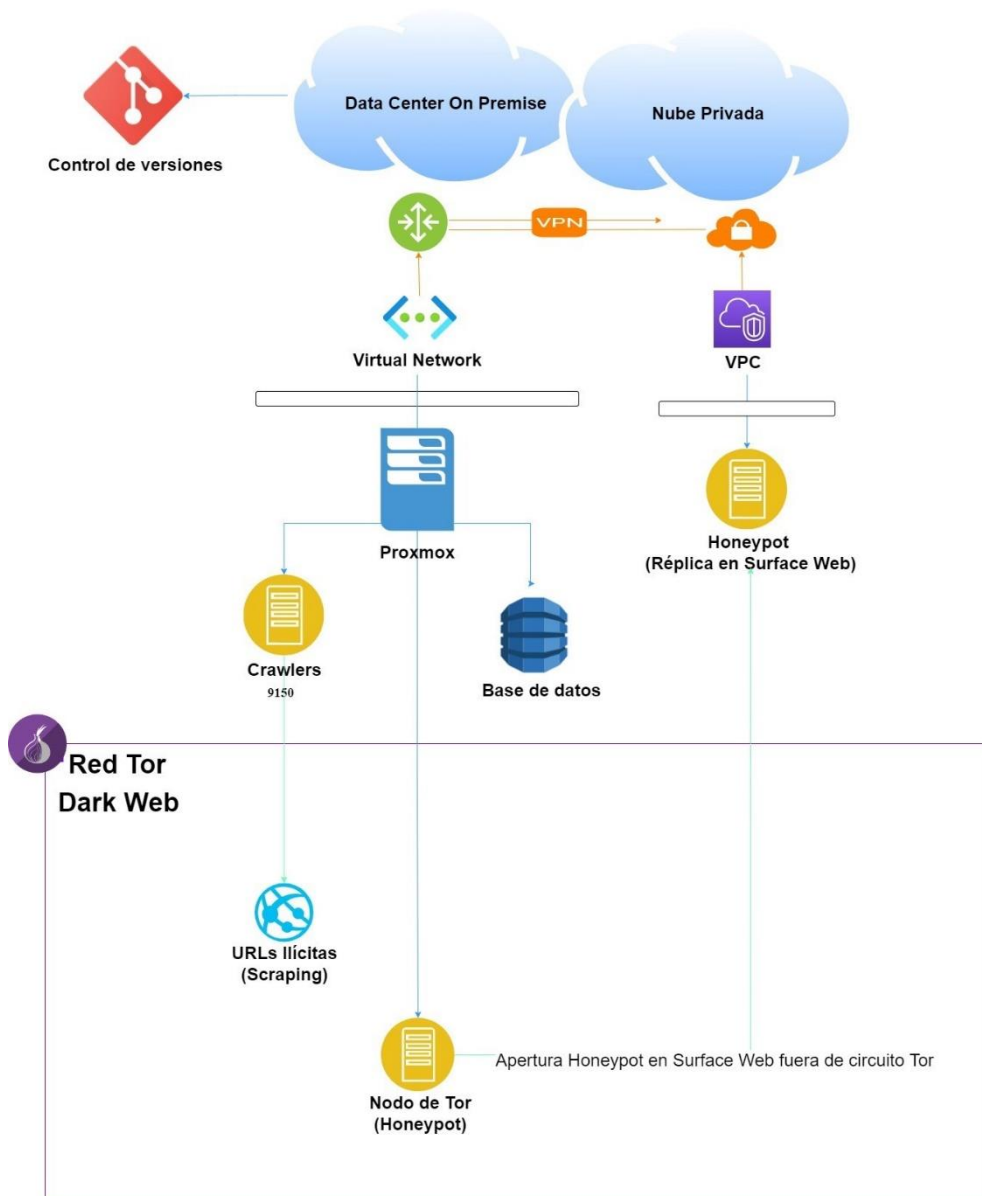 Data Center On Premise
Nube Privada
Control de versiones
VPN
Virtual Network
VPC
Proxmox
Honeypot
(Réplica en Surface Web)
Crawlers
9150
Base de datos
Red Tor
Dark Web
URLs Ilícitas
(Scraping)
Apertura Honeypot en Surface Web fuera de circuito Tor
Nodo de Tor
(Honeypot)